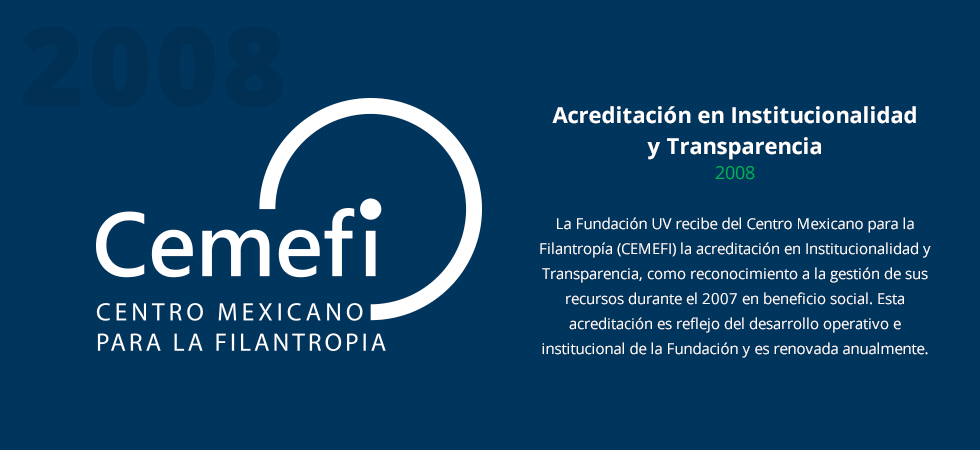 2008
Cemefi
CENTRO MEXICANO
PARA LA FILANTROPIA
Acreditación en Institucionalidad
y Transparencia
2008
La Fundación UV recibe del Centro Mexicano para la
Filantropía (CEMEFI) la acreditación en Institucionalidad y
Transparencia, como reconocimiento a la gestión de sus
recursos durante el 2007 en beneficio social. Esta
acreditación es reflejo del desarrollo operativo e
institucional de la Fundación y es renovada anualmente.